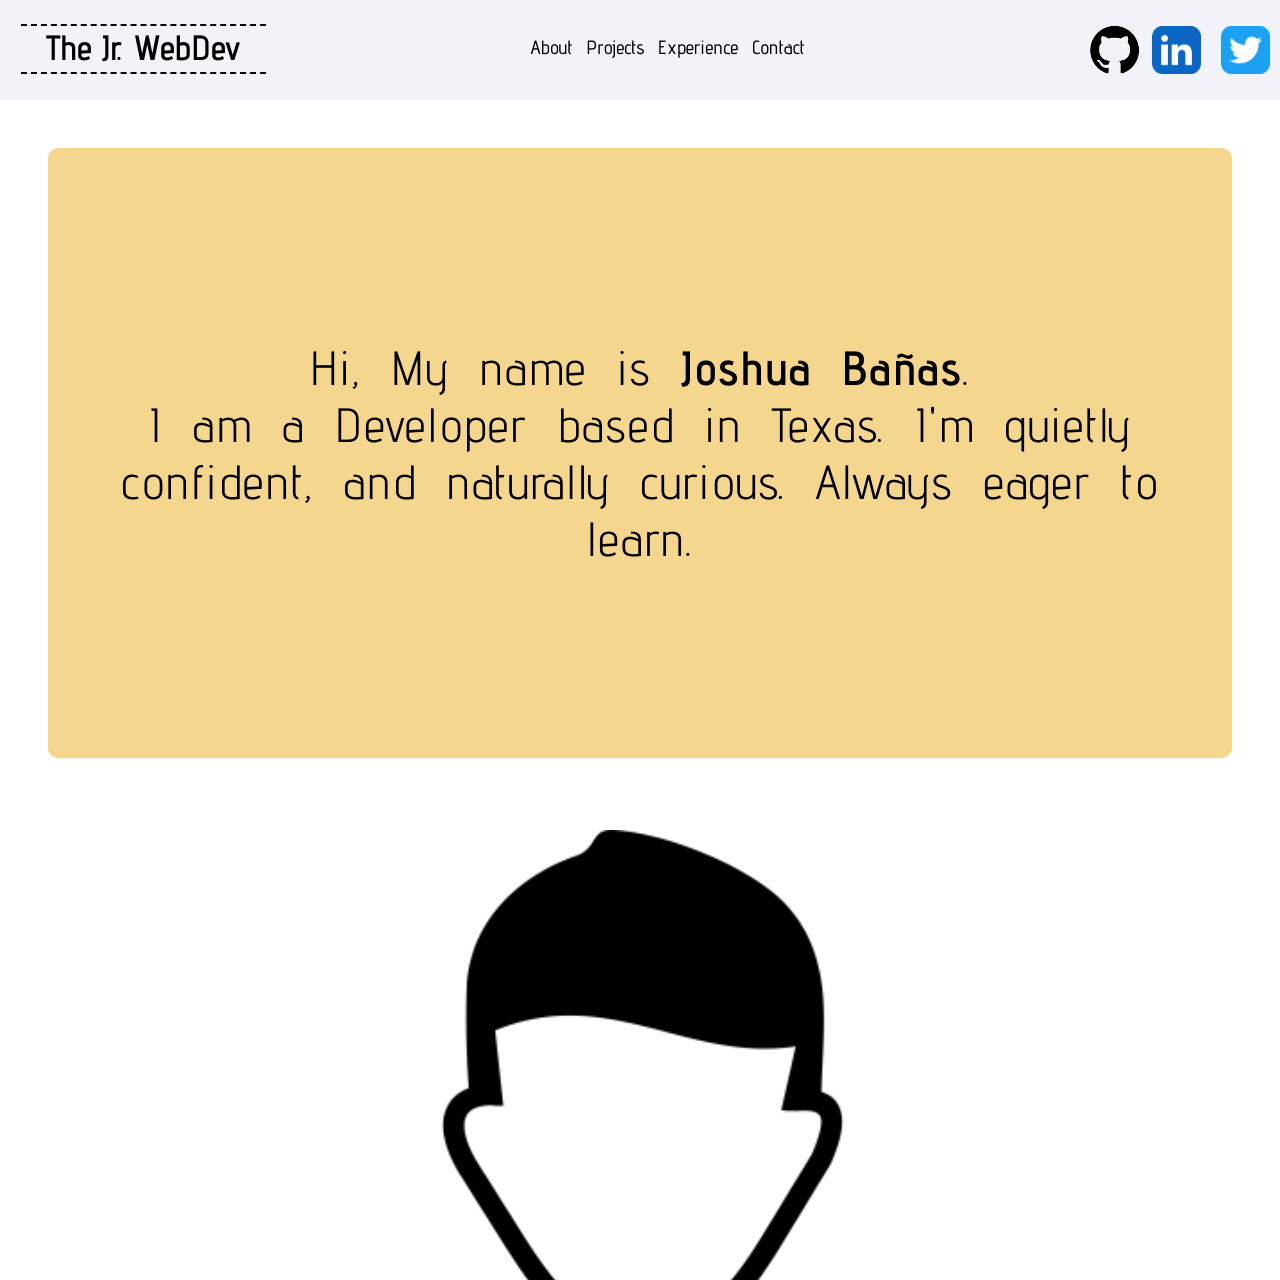 The Jr. WebDev
About Projects Experience Contact
in
Hi, My name is Joshua Bañas.
I am a Developer based in Texas. I'm quietly
confident, and naturally curious. Always eager to
learn.